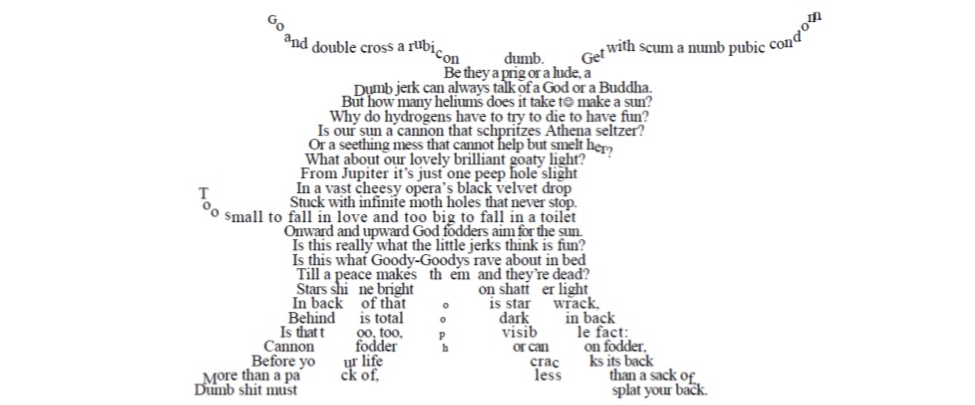 Go
and double cross a rubicon dumb. Get with scum a numb pubic condom
Be they a prig or a lude, a
Dumb jerk can always talk of a God or a Buddha.
But how many heliums does it take to make a sun?
Why do hydrogens have to try to die to have fun?
Is our sun a cannon that schpritzes Athena seltzer?
Or a seething mess that cannot help but smelt her?
What about our lovely brilliant goaty light?
From Jupiter it's just one peep hole slight
In a vast cheesy opera's black velvet drop
Stuck with infinite moth holes that never stop.
Too small to fall in love and too big to fall in a toilet
Onward and upward God fodders aim for the sun.
Is this really what the little jerks think is fun?
Is this what Goody-Goodys rave about in bed
Till a peace makes th em and they're dead?
Stars shi ne bright on shatt er light
In back of that o is star wrack,
Behind is total o dark in back
Is that t oo, too, p visib le fact:
Cannon fodder h or can on fodder,
Before yo ur life crac ks its back
More than a pa ck of, less than a sack of
Dumb shit must splat your back.